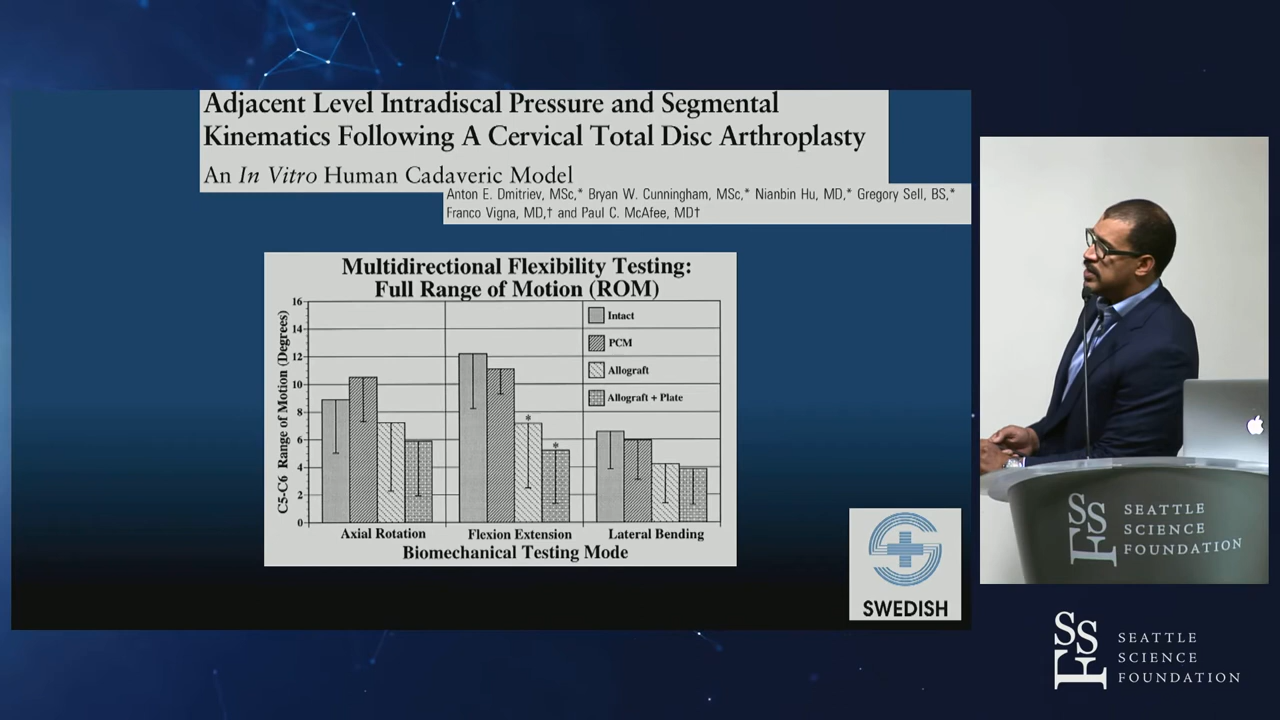 Adjacent Level Intradiscal Pressure and Segmental
Kinematics Following A Cervical Total Disc Arthroplasty
An In Vitro Human Cadaveric Model
Anton E. Dmitriev, MSc,* Bryan W. Cunningham, MSc,* Nianbin Hu, MD,* Gregory Sell, BS,*
Franco Vigna, MD,† and Paul C. McAfee, MD†
Multidirectional Flexibility Testing:
Full Range of Motion (ROM)
C5-C6 Range of Motion (Degrees)
16
14
12
10
8
6
4
2
0
Intact
PCM
Allograft
Allograft + Plate
*
*
Axial Rotation
Flexion Extension
Lateral Bending
Biomechanical Testing Mode
SWEDISH
SSF
SEATTLE
SCIENCE
FOUNDATION
SSF
SEATTLE
SCIENCE
FOUNDATION